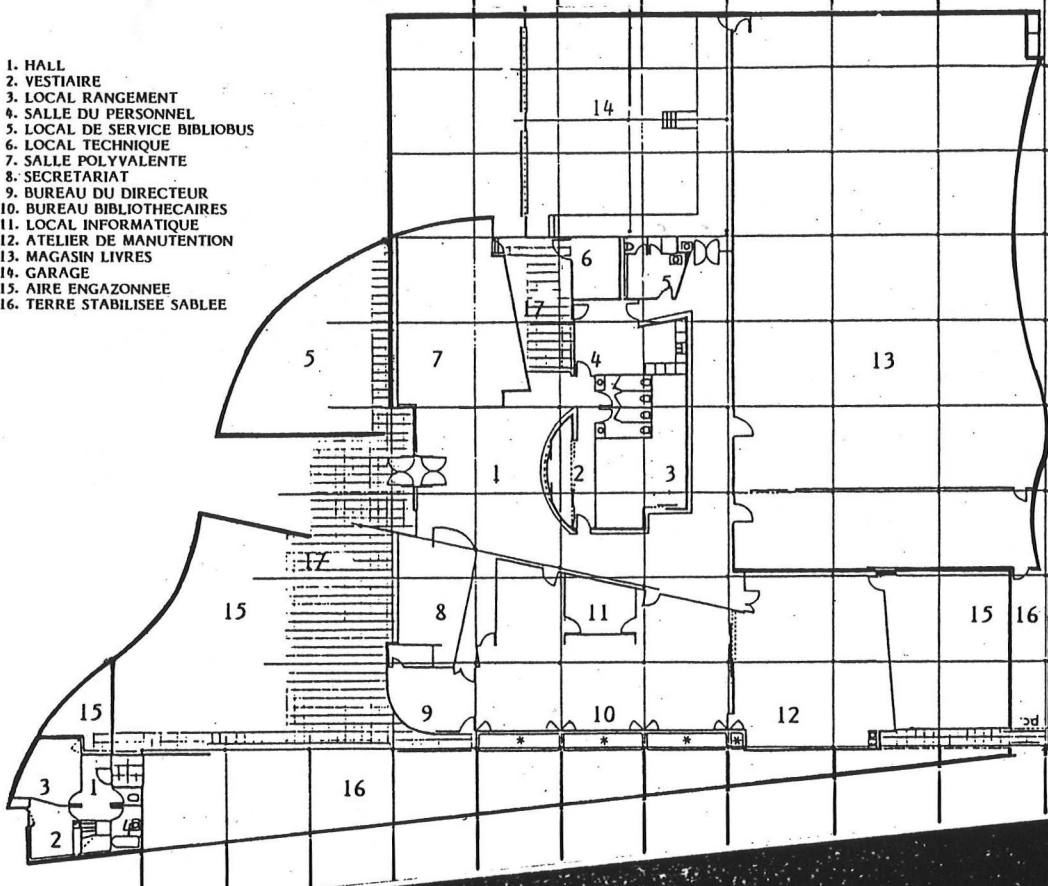 1. HALL
2. VESTIAIRE
3. LOCAL RANGEMENT
4. SALLE DU PERSONNEL
5. LOCAL DE SERVICE BIBLIOBUS
6. LOCAL TECHNIQUE
7. SALLE POLYVALENTE
8. SECRETARIAT
9. BUREAU DU DIRECTEUR
10. BUREAU BIBLIOTHECAIRES
11. LOCAL INFORMATIQUE
12. ATELIER DE MANUTENTION
13. MAGASIN LIVRES
14. GARAGE
15. AIRE ENGAZONNEE
16. TERRE STABILISEE SABLEE
14
6
5
17
5
7
4
13
1
2
3
17
15
8
11
15
16
15
9
10
12
* * * *
3
1
16
4
2